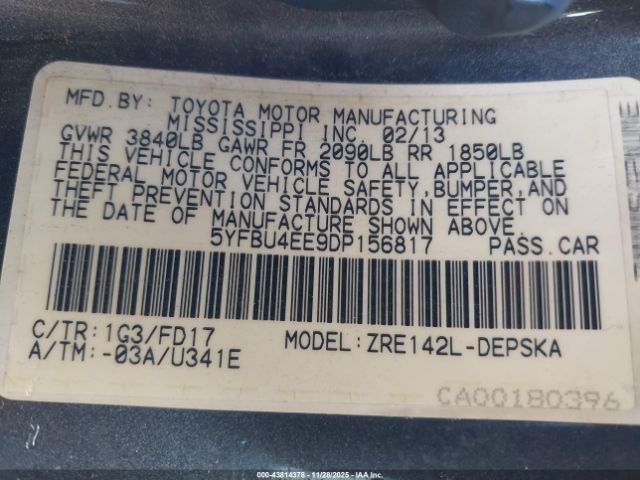 MFD.BY: TOYOTA MOTOR MANUFACTURING
MISSISSIPPI INC. 02/13
GVWR 3840LB GAWR FR 2090LB RR 1850LB
THIS VEHICLE CONFORMS TO ALL APPLICABLE
FEDERAL MOTOR VEHICLE SAFETY,BUMPER,AND
THEFT PREVENTION STANDARDS IN EFFECT ON
THE DATE OF MANUFACTURE SHOWN ABOVE.
5YFBU4EE9DP156817 PASS.CAR
C/TR:1G3/FD17 MODEL:ZRE142L-DEPSKA
A/TM:-03A/U341E
CA00180396
000-43814378 - 11/28/2025 - IAA Inc.